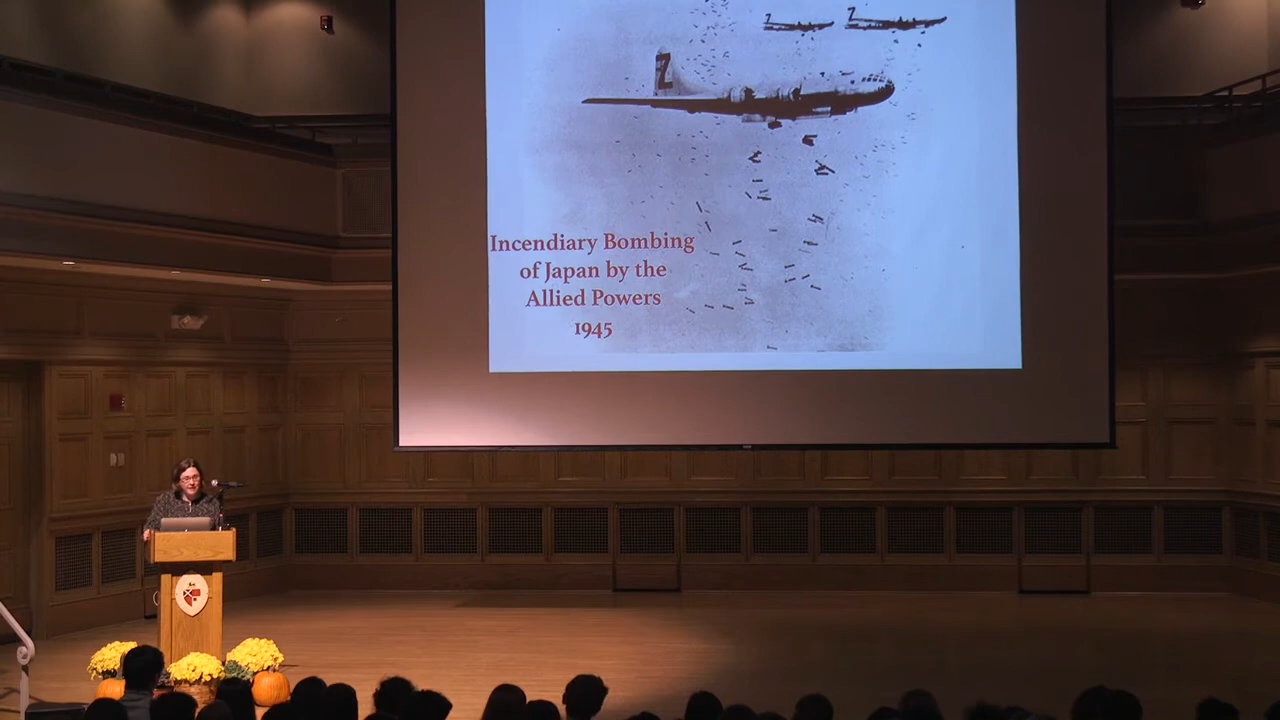 Z
Z
Z
Incendiary Bombing
of Japan by the
Allied Powers
1945